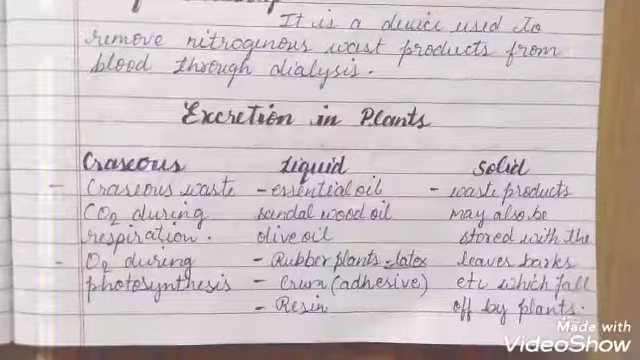 It is a device used to
remove nitrogenous wast products from
blood through dialysis.
Excretion in Plants
Gaseous Liquid Solid
- Gaseous waste - essential oil - waste products
CO2 during sandal wood oil may also be
respiration. olive oil stored with the
- O2 during - Rubber plants - latex leaves barks
photosynthesis - Gum (adhesive) etc which fall
- Resin off by plants.
Made with
VideoShow